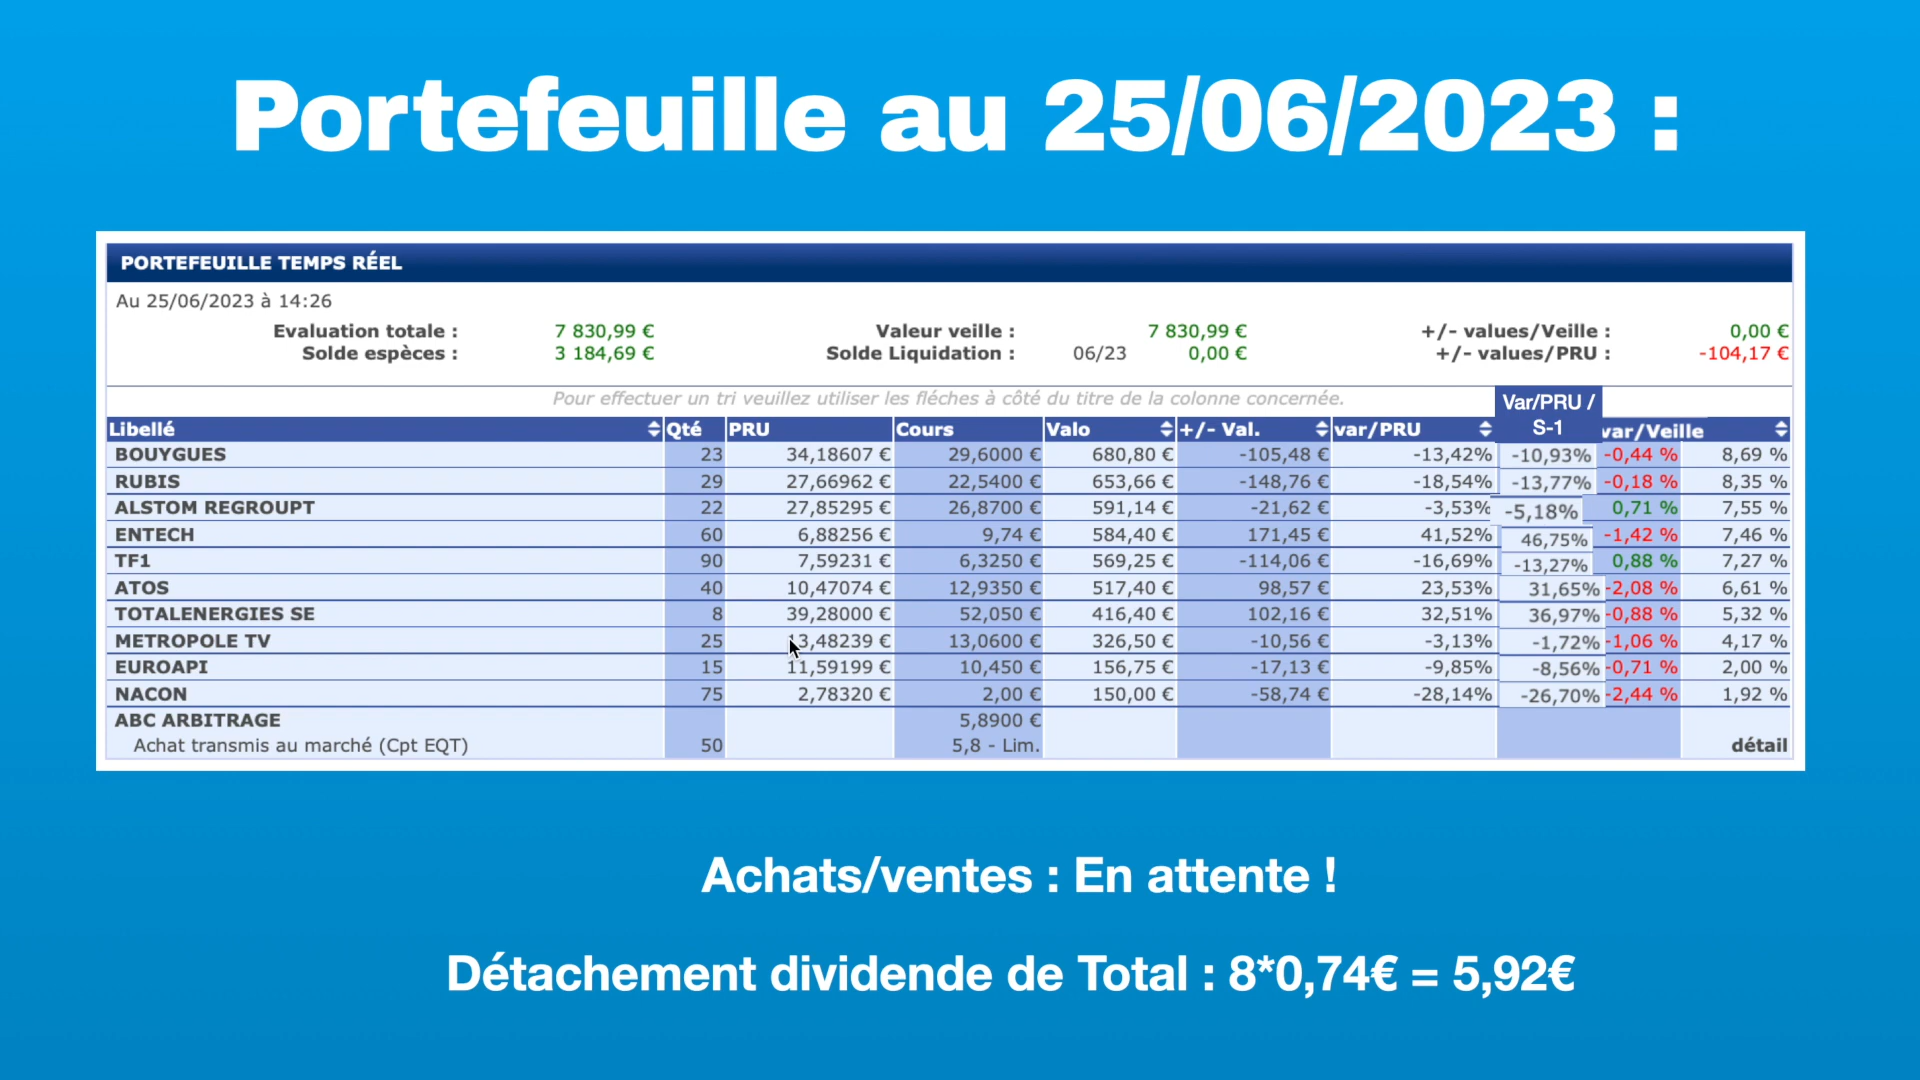 Portefeuille au 25/06/2023 :
PORTEFEUILLE TEMPS RÉEL
Au 25/06/2023 à 14:26
Evaluation totale : 7 830,99 € Valeur veille : 7 830,99 € +/- values/Veille : 0,00 €
Solde espèces : 3 184,69 € Solde Liquidation : 06/23 0,00 € +/- values/PRU : -104,17 €
Pour effectuer un tri veuillez utiliser les fléches à côté du titre de la colonne concernée.
Libellé Qté PRU Cours Valo +/- Val. var/PRU Var/PRU / S-1 var/Veille
BOUYGUES 23 34,18607 € 29,6000 € 680,80 € -105,48 € -13,42% -10,93% -0,44 % 8,69 %
RUBIS 29 27,66962 € 22,5400 € 653,66 € -148,76 € -18,54% -13,77% -0,18 % 8,35 %
ALSTOM REGROUPT 22 27,85295 € 26,8700 € 591,14 € -21,62 € -3,53% -5,18% 0,71 % 7,55 %
ENTECH 60 6,88256 € 9,74 € 584,40 € 171,45 € 41,52% 46,75% -1,42 % 7,46 %
TF1 90 7,59231 € 6,3250 € 569,25 € -114,06 € -16,69% -13,27% 0,88 % 7,27 %
ATOS 40 10,47074 € 12,9350 € 517,40 € 98,57 € 23,53% 31,65% -2,08 % 6,61 %
TOTALENERGIES SE 8 39,28000 € 52,050 € 416,40 € 102,16 € 32,51% 36,97% -0,88 % 5,32 %
METROPOLE TV 25 13,48239 € 13,0600 € 326,50 € -10,56 € -3,13% -1,72% -1,06 % 4,17 %
EUROAPI 15 11,59199 € 10,450 € 156,75 € -17,13 € -9,85% -8,56% -0,71 % 2,00 %
NACON 75 2,78320 € 2,00 € 150,00 € -58,74 € -28,14% -26,70% -2,44 % 1,92 %
ABC ARBITRAGE 5,8900 €
Achat transmis au marché (Cpt EQT) 50 5,8 - Lim. détail
Achats/ventes : En attente !
Détachement dividende de Total : 8*0,74€ = 5,92€